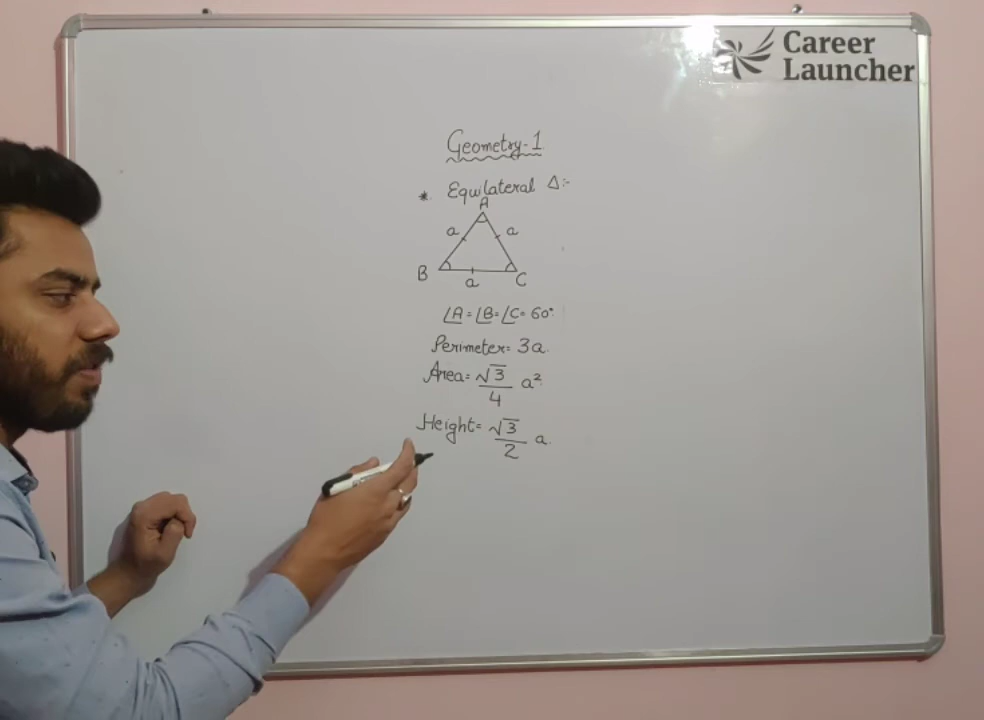 Career
Launcher
Geometry-1
* Equilateral Δ:-
A
a a
B a C
∠A=∠B=∠C=60°.
Perimeter= 3a.
Area= √3/4 a².
Height= √3/2 a.